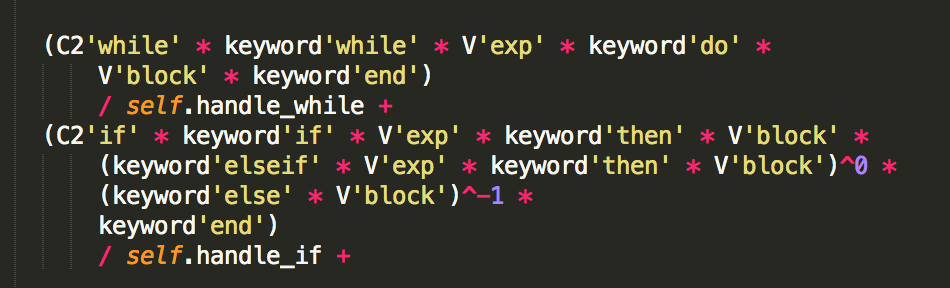 (C2'while' * keyword'while' * V'exp' * keyword'do' *
V'block' * keyword'end')
/ self.handle_while +
(C2'if' * keyword'if' * V'exp' * keyword'then' * V'block' *
(keyword'elseif' * V'exp' * keyword'then' * V'block')^0 *
(keyword'else' * V'block')^-1 *
keyword'end')
/ self.handle_if +